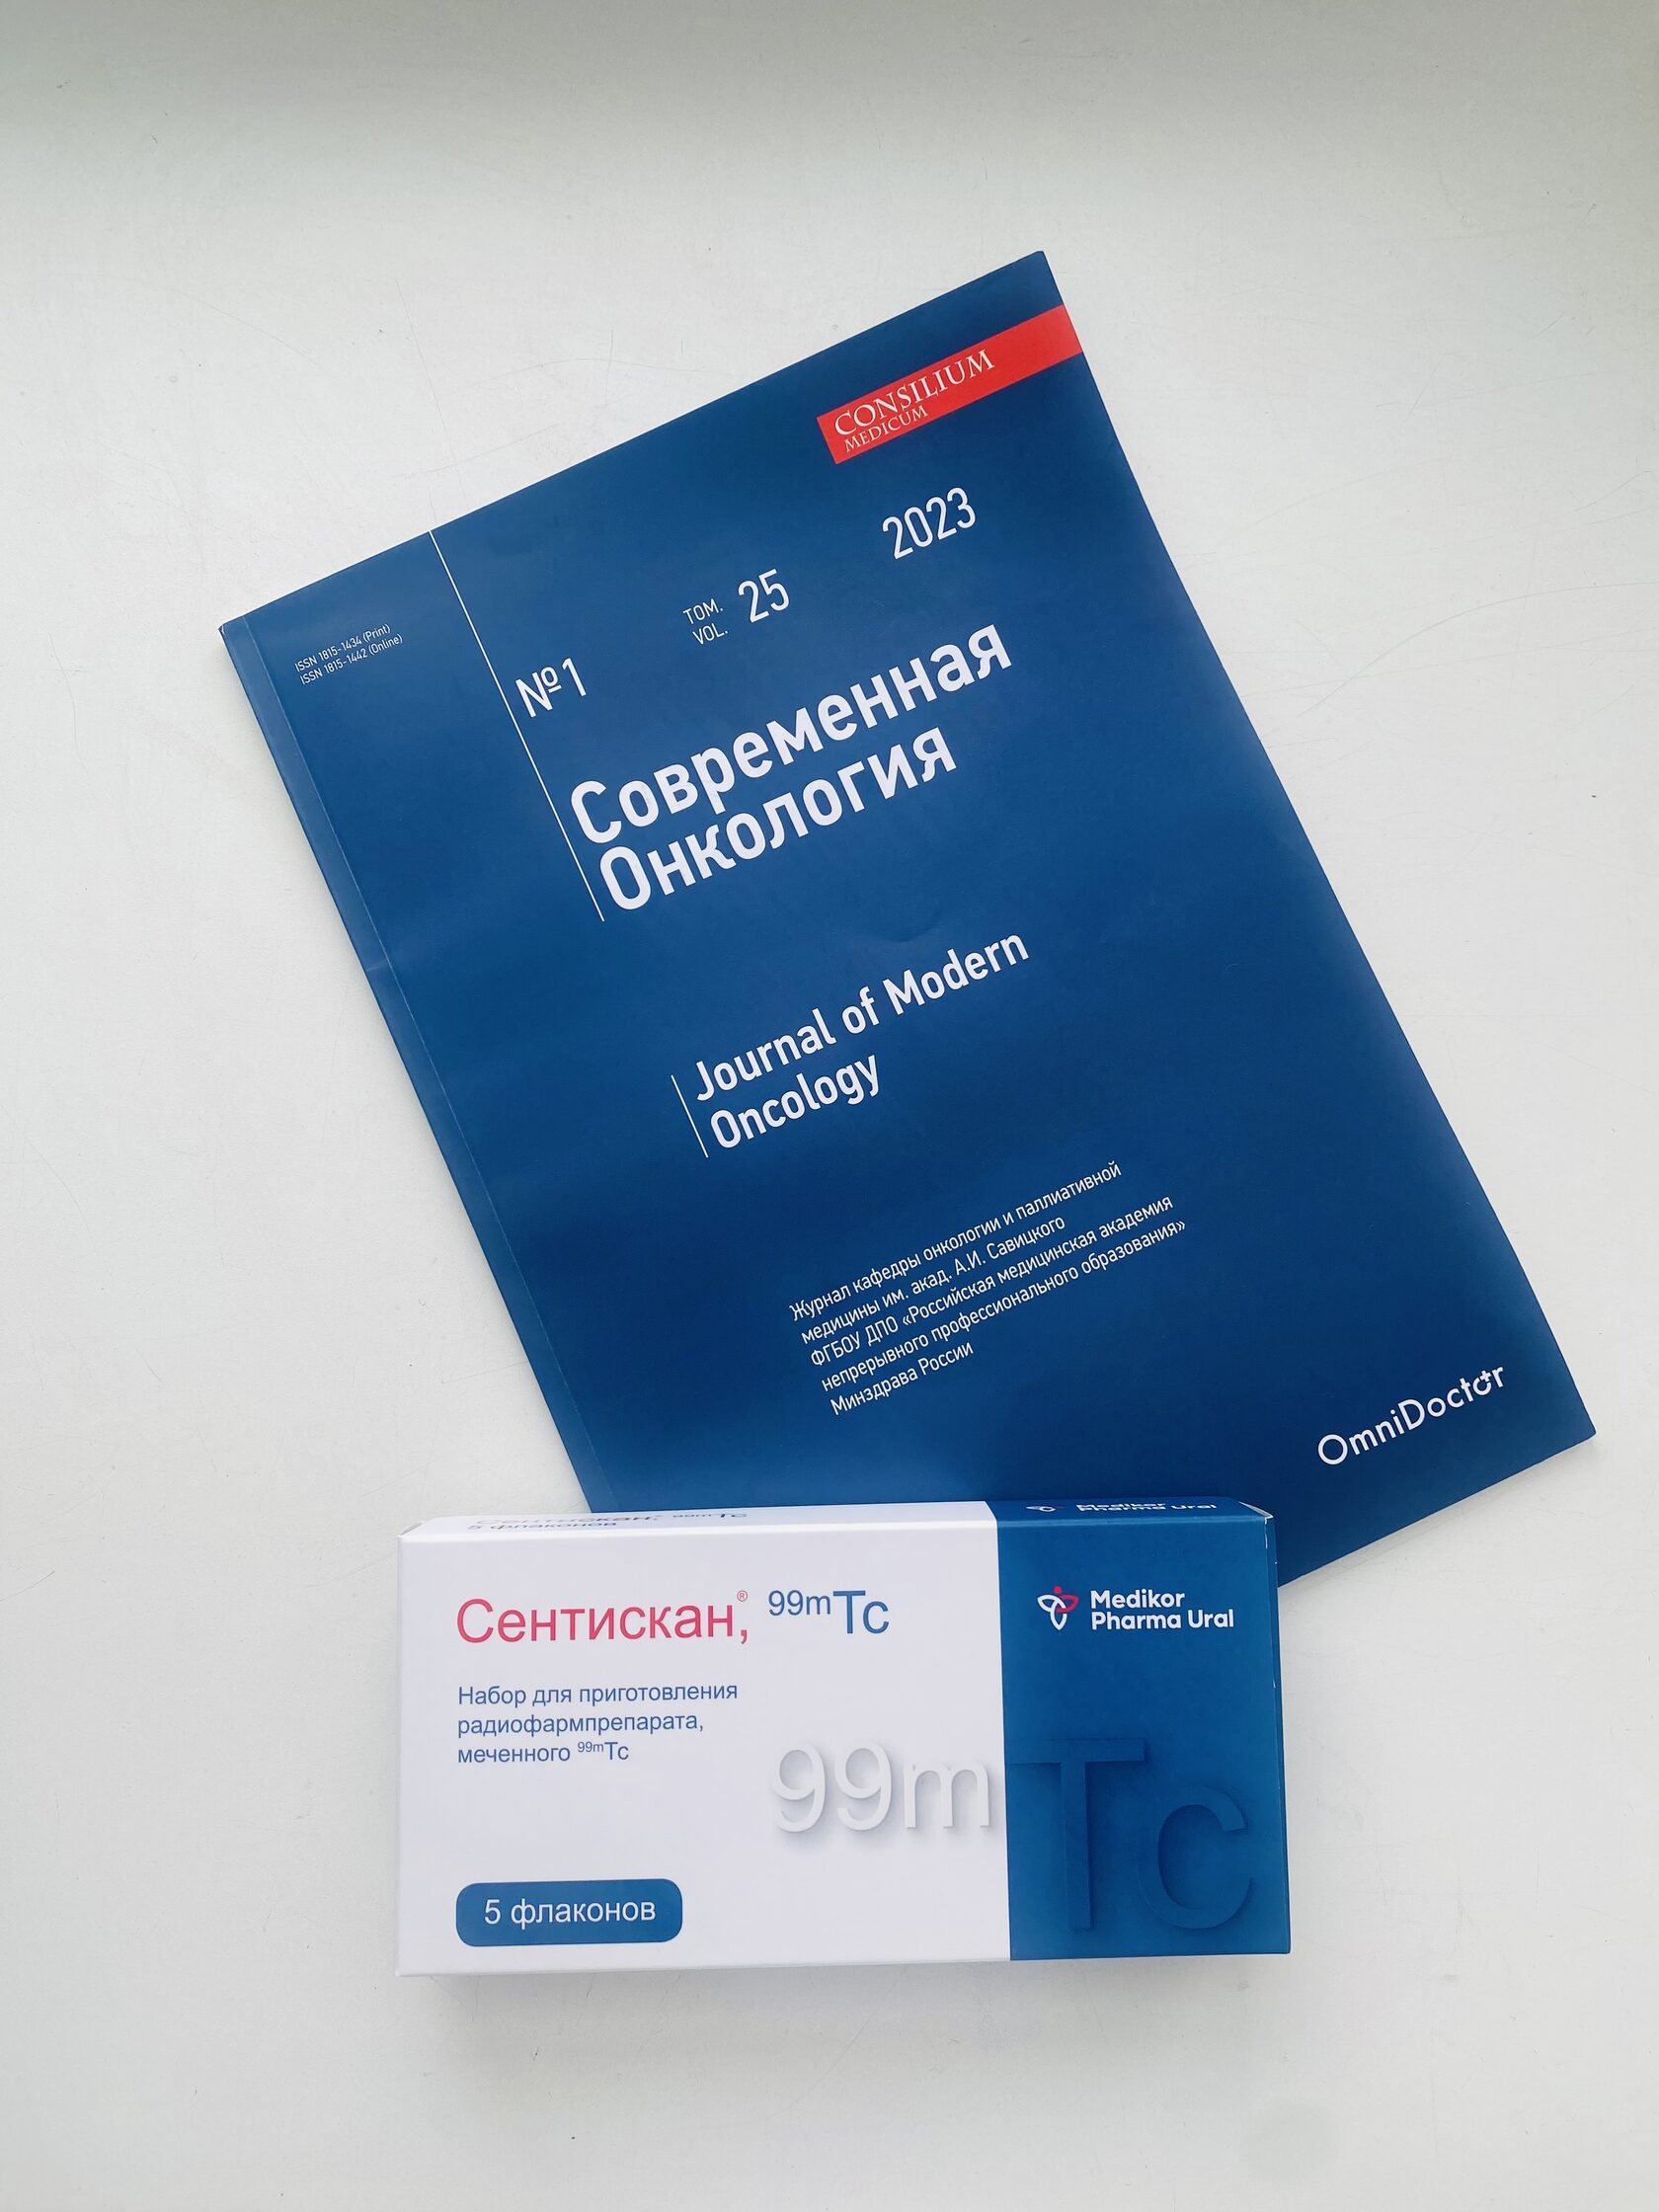 CONSILIUM
MEDICUM
2023
ТОМ. 25
VOL.
ISSN 1815-1434 (Print)
ISSN 1815-1442 (Online)
№1
Современная
Онкология
Journal of Modern
Oncology
Журнал кафедры онкологии и паллиативной
медицины им. акад. А.И. Савицкого
ФГБОУ ДПО «Российская медицинская академия
непрерывного профессионального образования»
Минздрава России
OmniDoctor
Сентискан, 99mTc
5 флаконов
Medikor
Pharma Ural
Сентискан,® 99mTc
Medikor
Pharma Ural
Набор для приготовления
радиофармпрепарата,
меченного 99mTc
99mTc
5 флаконов